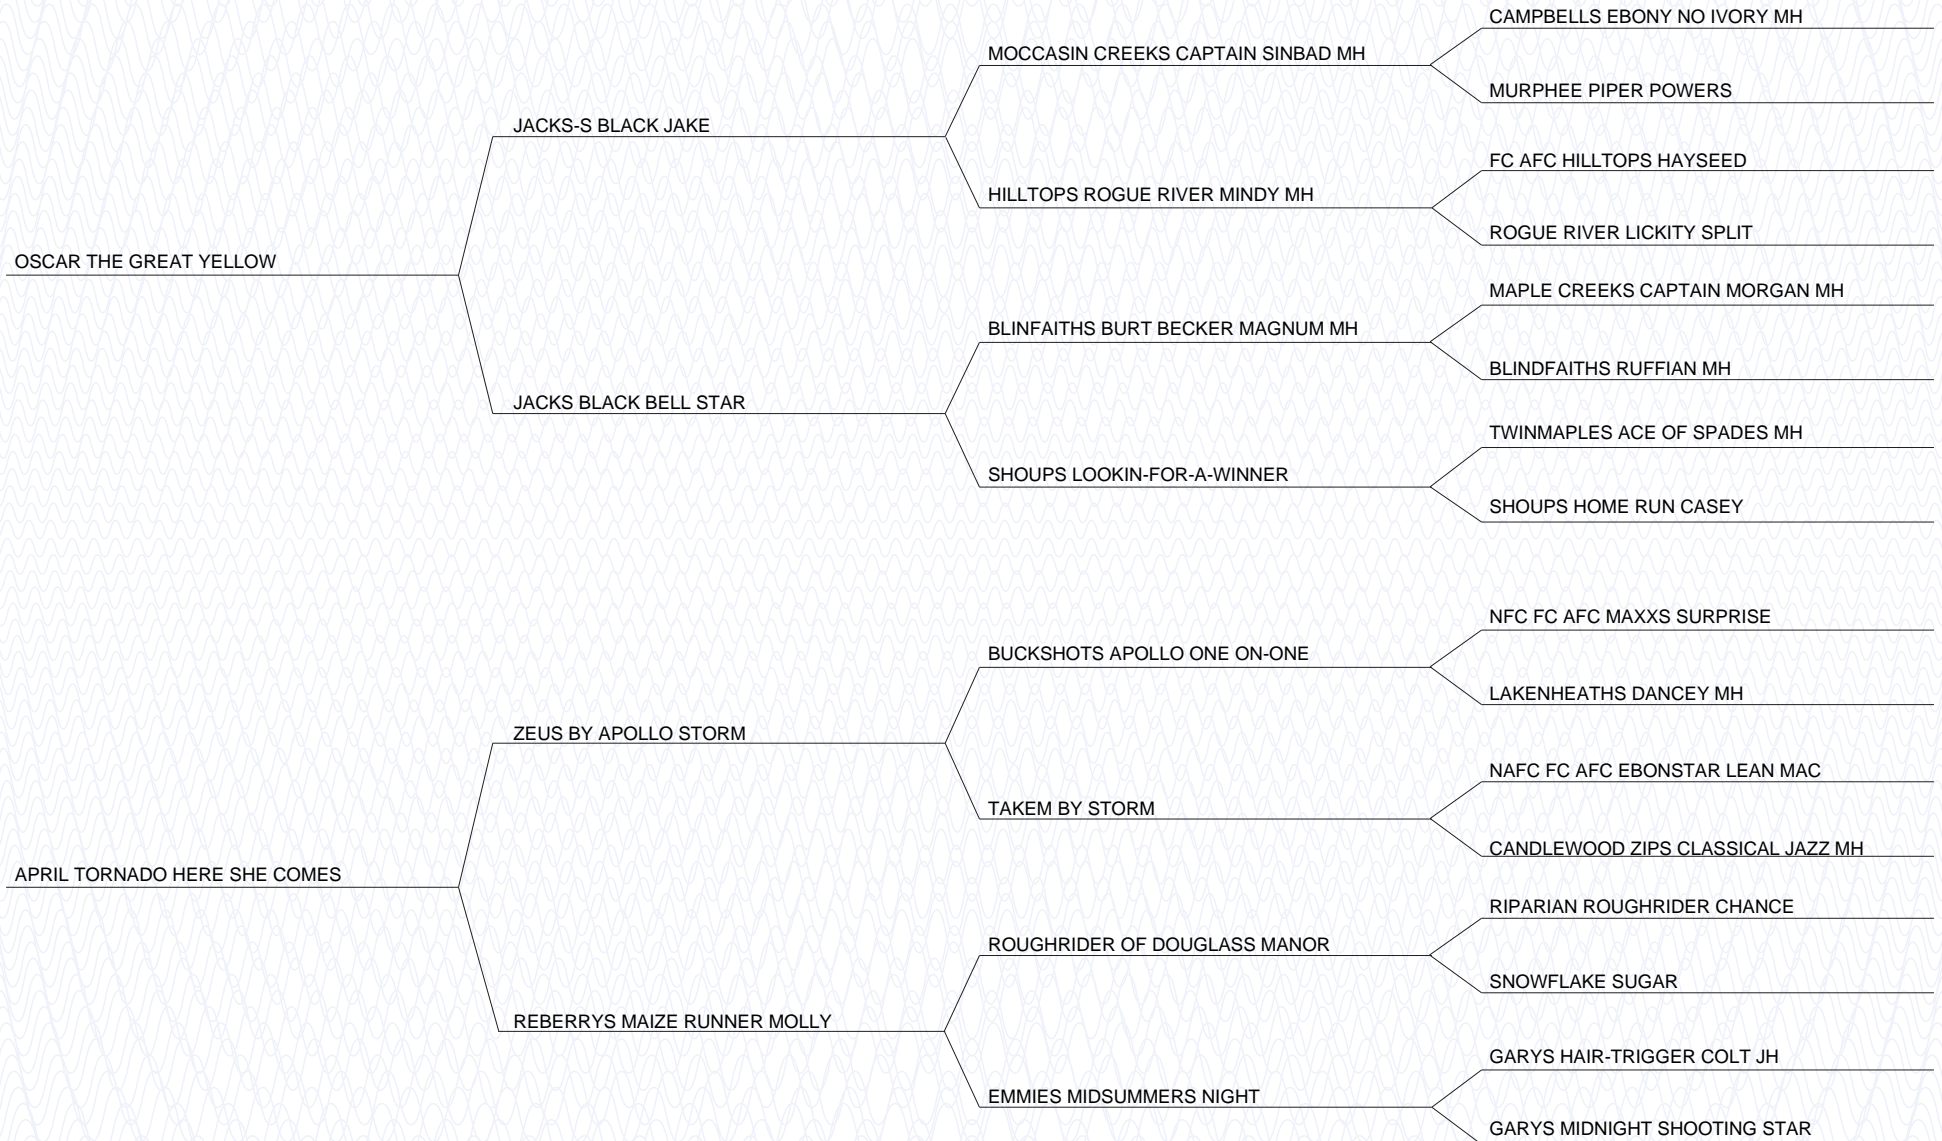 CAMPBELLS EBONY NO IVORY MH
MOCCASIN CREEKS CAPTAIN SINBAD MH
MURPHEE PIPER POWERS
JACKS-S BLACK JAKE
FC AFC HILLTOPS HAYSEED
HILLTOPS ROGUE RIVER MINDY MH
ROGUE RIVER LICKITY SPLIT
OSCAR THE GREAT YELLOW
MAPLE CREEKS CAPTAIN MORGAN MH
BLINFAITHS BURT BECKER MAGNUM MH
BLINDFAITHS RUFFIAN MH
JACKS BLACK BELL STAR
TWINMAPLES ACE OF SPADES MH
SHOUPS LOOKIN-FOR-A-WINNER
SHOUPS HOME RUN CASEY
NFC FC AFC MAXXS SURPRISE
BUCKSHOTS APOLLO ONE ON-ONE
LAKENHEATHS DANCEY MH
ZEUS BY APOLLO STORM
NAFC FC AFC EBONSTAR LEAN MAC
TAKEM BY STORM
CANDLEWOOD ZIPS CLASSICAL JAZZ MH
APRIL TORNADO HERE SHE COMES
RIPARIAN ROUGHRIDER CHANCE
ROUGHRIDER OF DOUGLASS MANOR
SNOWFLAKE SUGAR
REBERRYS MAIZE RUNNER MOLLY
GARYS HAIR-TRIGGER COLT JH
EMMIES MIDSUMMERS NIGHT
GARYS MIDNIGHT SHOOTING STAR